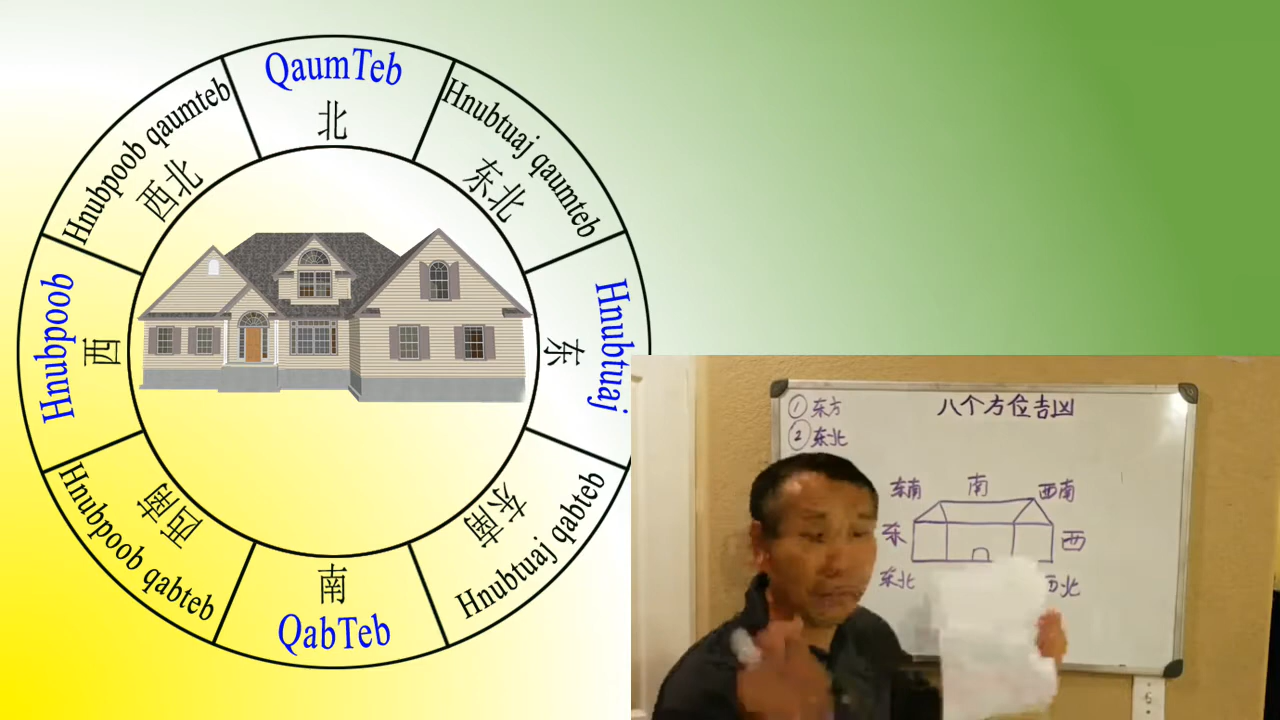 QaumTeb
北
Hnubtuaj qaumteb
东北
Hnubtuaj
东
Hnubtuaj qabteb
东南
南
QabTeb
Hnubpoob qabteb
西南
Hnubpoob
西
Hnubpoob qaumteb
西北
八个方位吉凶
① 东方
② 东北
东南 南 西南
东 西
东北 西北